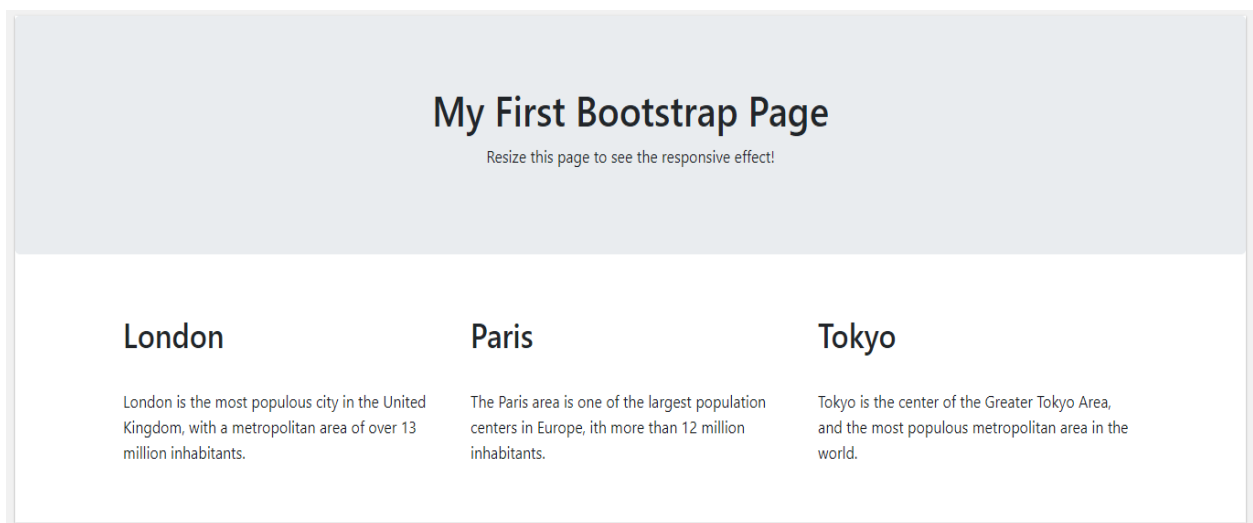 My First Bootstrap Page
Resize this page to see the responsive effect!
London
London is the most populous city in the United
Kingdom, with a metropolitan area of over 13
million inhabitants.
Paris
The Paris area is one of the largest population
centers in Europe, ith more than 12 million
inhabitants.
Tokyo
Tokyo is the center of the Greater Tokyo Area,
and the most populous metropolitan area in the
world.